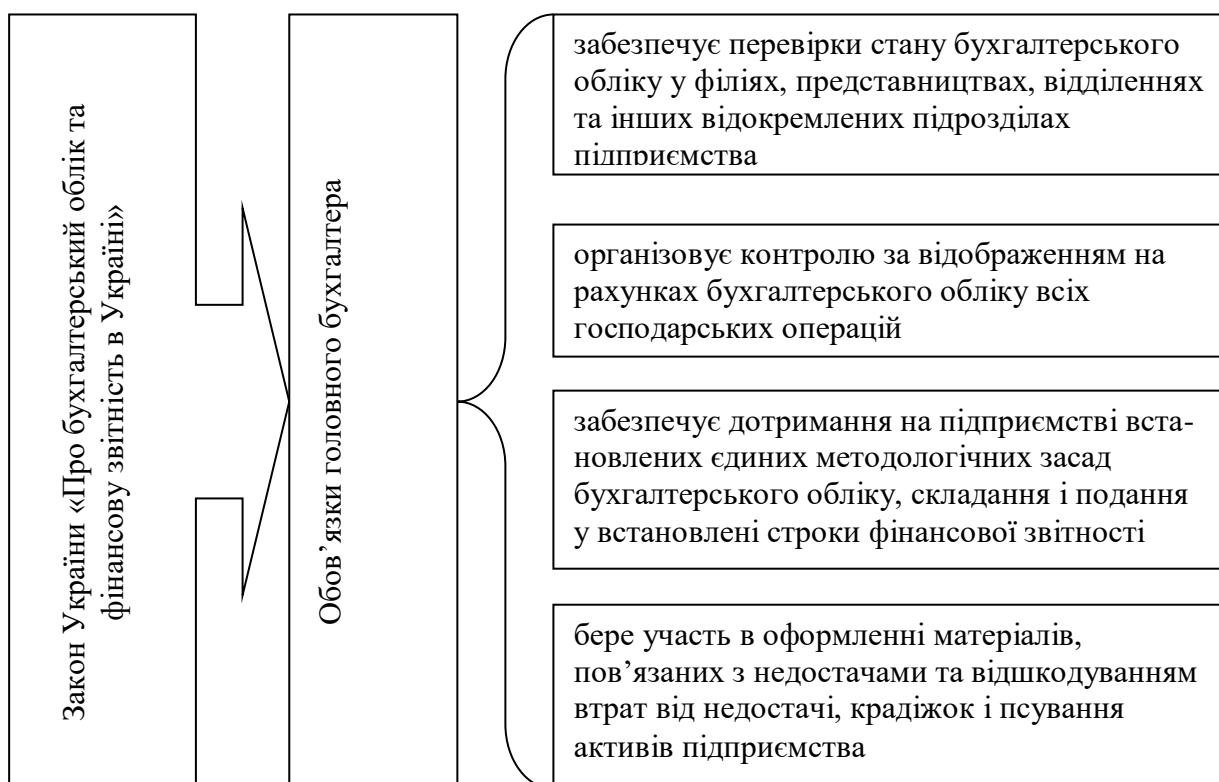 Закон України «Про бухгалтерський облік та
фінансову звітність в Україні»
Обов’язки головного бухгалтера
забезпечує перевірки стану бухгалтерського
обліку у філіях, представництвах, відділеннях
та інших відокремлених підрозділах
підприємства
організовує контролю за відображенням на
рахунках бухгалтерського обліку всіх
господарських операцій
забезпечує дотримання на підприємстві вста-
новлених єдиних методологічних засад
бухгалтерського обліку, складання і подання
у встановлені строки фінансової звітності
бере участь в оформленні матеріалів,
пов’язаних з недостачами та відшкодуванням
втрат від недостачі, крадіжок і псування
активів підприємства